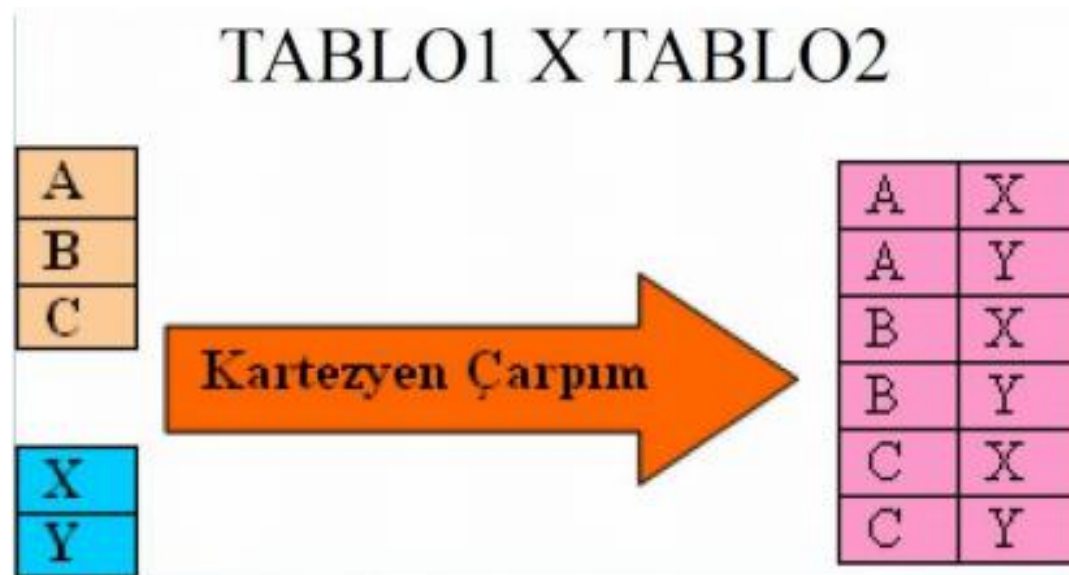 TABLO1 X TABLO2
A
B
C
X
Y
Kartezyen Çarpım
A X
A Y
B X
B Y
C X
C Y